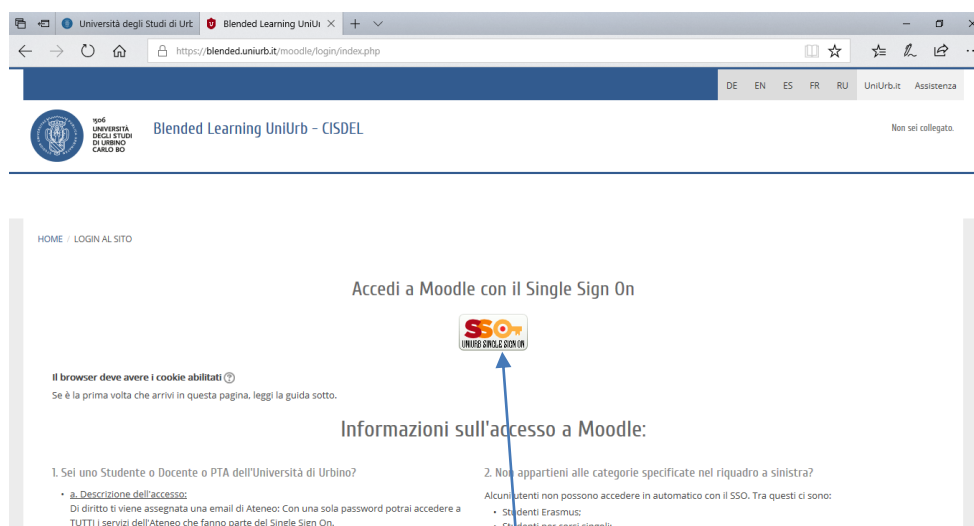 Università degli Studi di Urb
Blended Learning UniUr
https://blended.uniurb.it/moodle/login/index.php
DE EN ES FR RU UniUrb.it Assistenza
1506
UNIVERSITÀ
DEGLI STUDI
DI URBINO
CARLO BO
Blended Learning UniUrb - CISDEL
Non sei collegato.
HOME / LOGIN AL SITO
Accedi a Moodle con il Single Sign On
SSO
UNIURB SINGLE SIGN ON
Il browser deve avere i cookie abilitati
Se è la prima volta che arrivi in questa pagina, leggi la guida sotto.
Informazioni sull'accesso a Moodle:
1. Sei uno Studente o Docente o PTA dell'Università di Urbino?
• a. Descrizione dell'accesso:
Di diritto ti viene assegnata una email di Ateneo: Con una sola password potrai accedere a
TUTTI i servizi dell'Ateneo che fanno parte del Single Sign On.
2. Non appartieni alle categorie specificate nel riquadro a sinistra?
Alcuni utenti non possono accedere in automatico con il SSO. Tra questi ci sono:
• Studenti Erasmus;
• Studenti per corsi singoli;